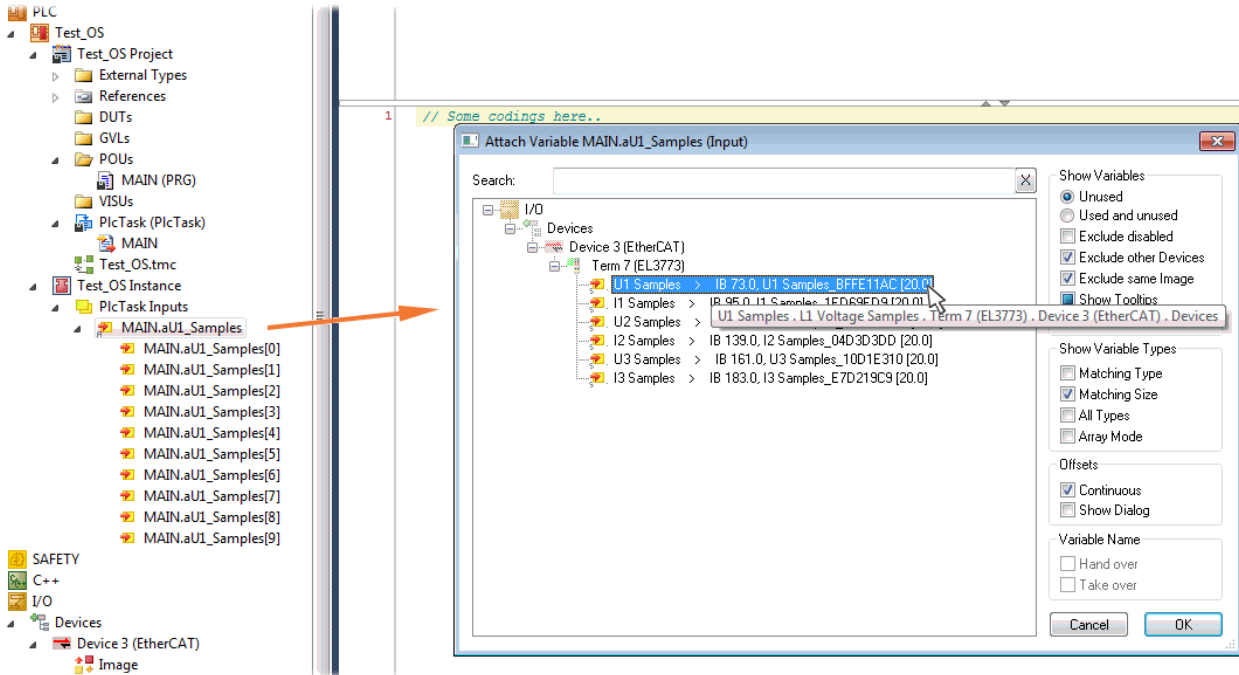 PLC
Test_OS
Test_OS Project
External Types
References
DUTs
GVLs
POUs
MAIN (PRG)
VISUs
PlcTask (PlcTask)
MAIN
Test_OS.tmc
Test_OS Instance
PlcTask Inputs
MAIN.aU1_Samples
MAIN.aU1_Samples[0]
MAIN.aU1_Samples[1]
MAIN.aU1_Samples[2]
MAIN.aU1_Samples[3]
MAIN.aU1_Samples[4]
MAIN.aU1_Samples[5]
MAIN.aU1_Samples[6]
MAIN.aU1_Samples[7]
MAIN.aU1_Samples[8]
MAIN.aU1_Samples[9]
SAFETY
C++
I/O
Devices
Device 3 (EtherCAT)
Image
1 // Some codings here..
Attach Variable MAIN.aU1_Samples (Input)
Search:
I/O
Devices
Device 3 (EtherCAT)
Term 7 (EL3773)
U1 Samples > IB 73.0, U1 Samples_BFFE11AC [20.0]
I1 Samples > IB 95.0, I1 Samples_1FD69ED9 [20.0]
U2 Samples >
U1 Samples . L1 Voltage Samples . Term 7 (EL3773) . Device 3 (EtherCAT) . Devices
I2 Samples > IB 139.0, I2 Samples_04D3D3DD [20.0]
U3 Samples > IB 161.0, U3 Samples_10D1E310 [20.0]
I3 Samples > IB 183.0, I3 Samples_E7D219C9 [20.0]
Show Variables
Unused
Used and unused
Exclude disabled
Exclude other Devices
Exclude same Image
Show Tooltips
Show Variable Types
Matching Type
Matching Size
All Types
Array Mode
Offsets
Continuous
Show Dialog
Variable Name
Hand over
Take over
Cancel
OK